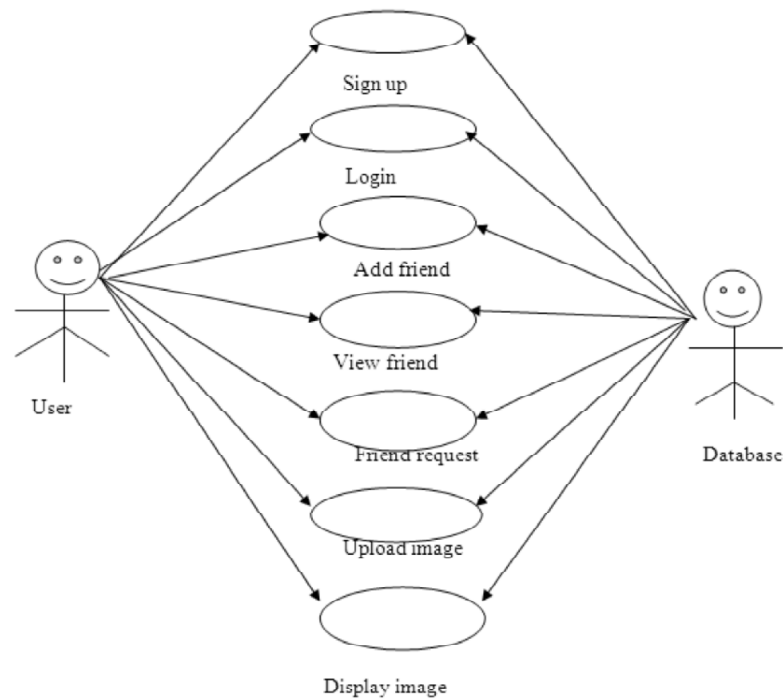 Sign up
Login
Add friend
View friend
User
Friend request
Database
Upload image
Display image